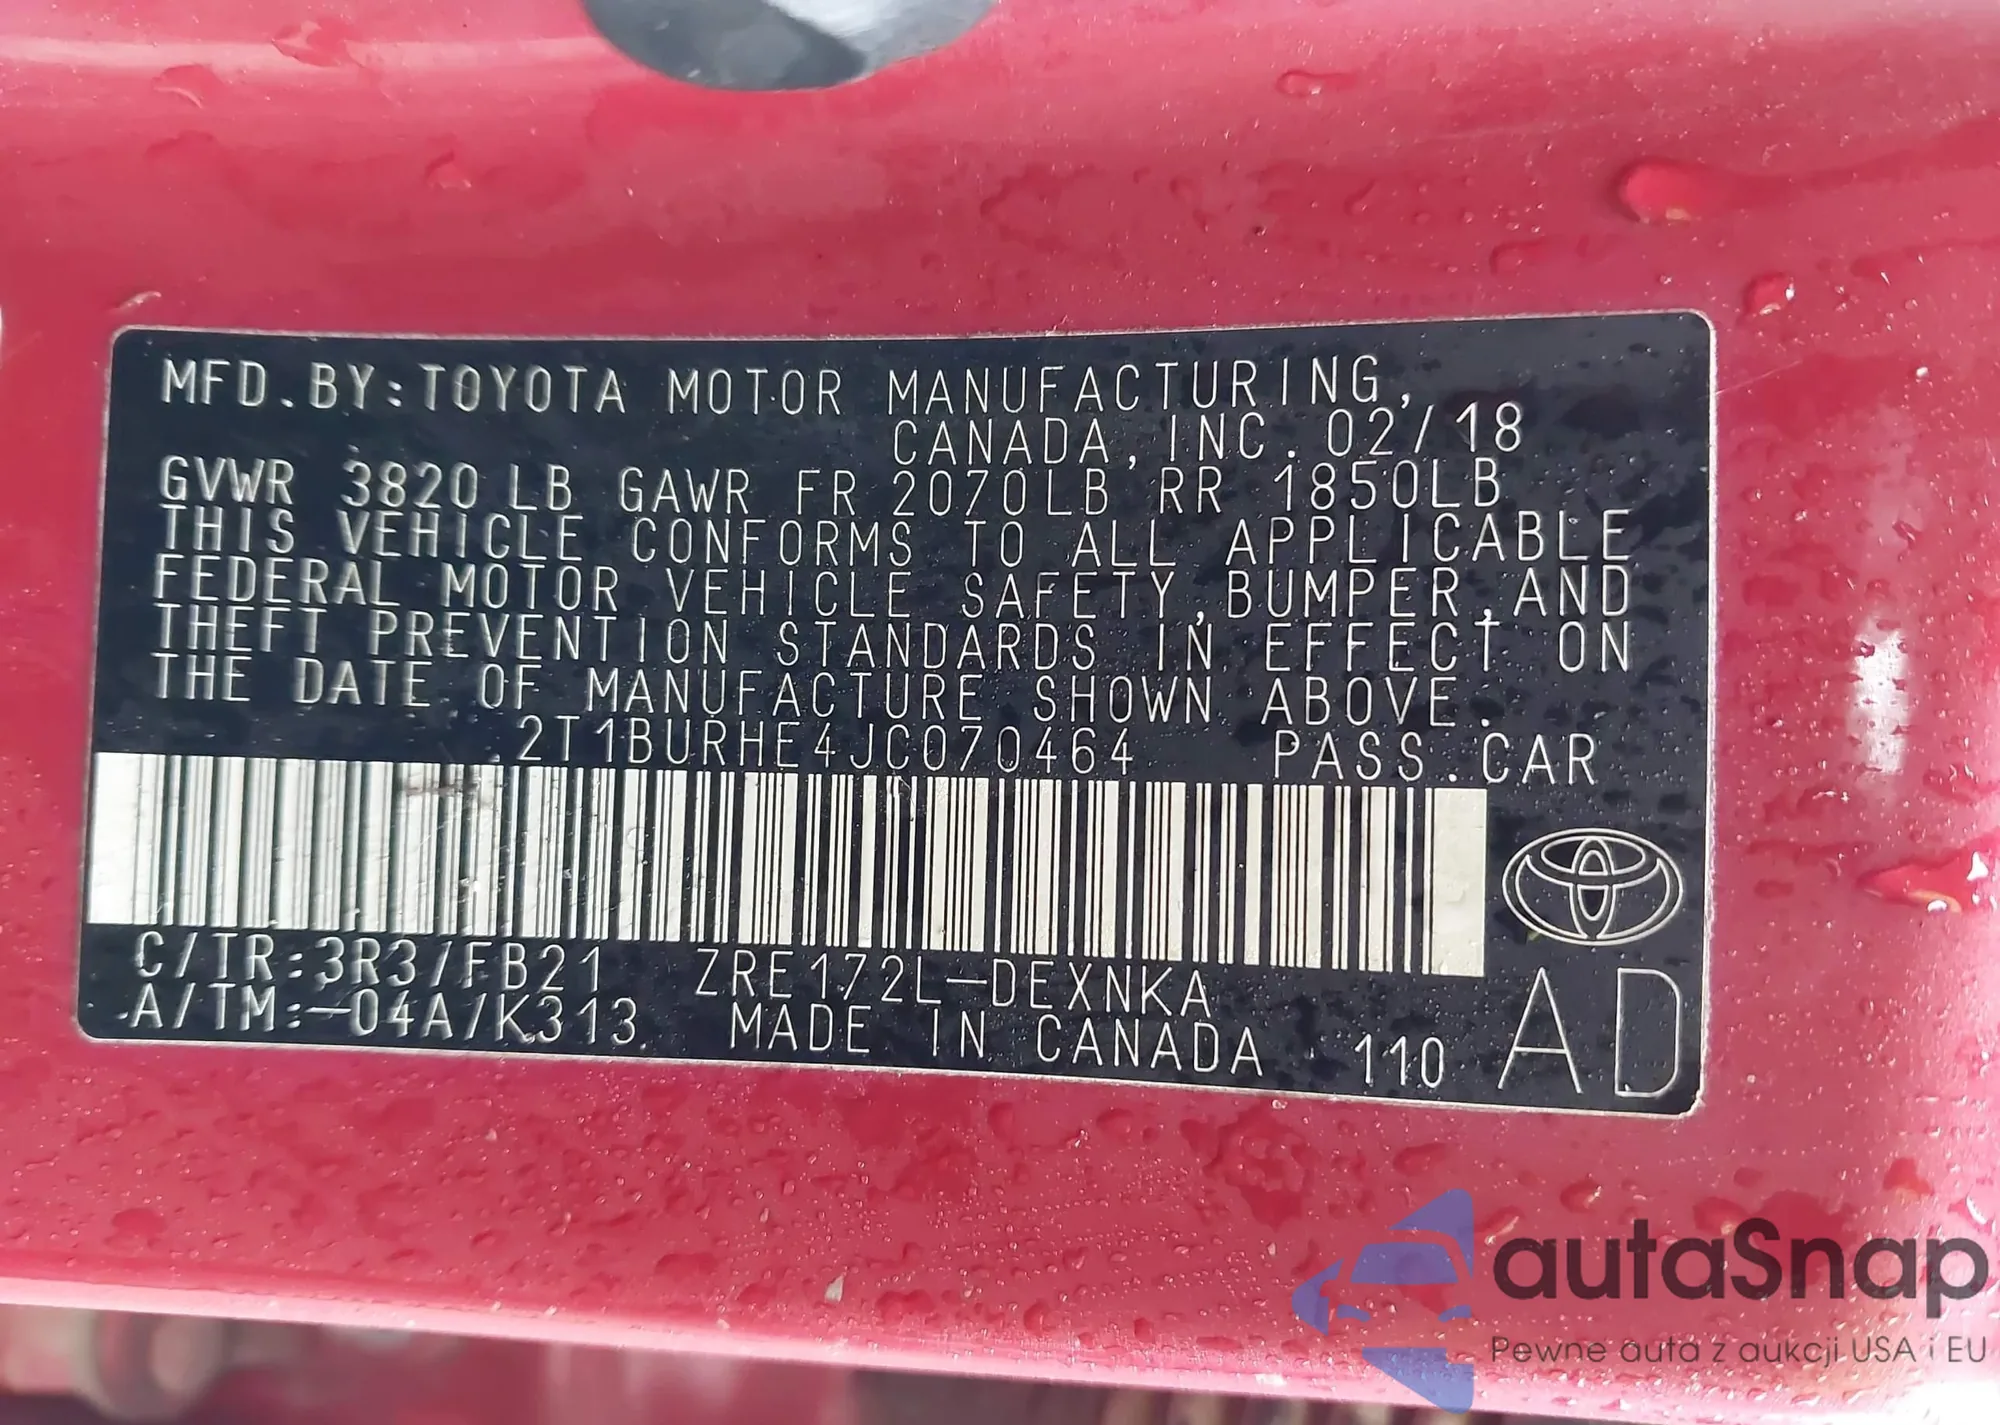 MFD.BY:TOYOTA MOTOR MANUFACTURING,
CANADA,INC. 02/18
GVWR 3820 LB GAWR FR 2070LB RR 1850LB
THIS VEHICLE CONFORMS TO ALL APPLICABLE
FEDERAL MOTOR VEHICLE SAFETY,BUMPER,AND
THEFT PREVENTION STANDARDS IN EFFECT ON
THE DATE OF MANUFACTURE SHOWN ABOVE.
2T1BURHE4JC070464 PASS.CAR
C/TR:3R3/FB21 ZRE172L-DEXNKA
A/TM:-04A/K313 MADE IN CANADA 110 AD
autaSnap
Pewne auta z aukcji USA i EU